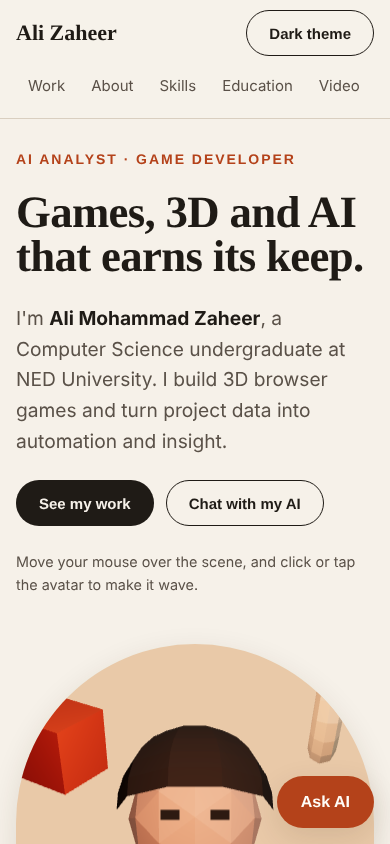 Ali Zaheer
Dark theme
Work About Skills Education Video
AI ANALYST · GAME DEVELOPER
Games, 3D and AI
that earns its keep.
I'm Ali Mohammad Zaheer, a
Computer Science undergraduate at
NED University. I build 3D browser
games and turn project data into
automation and insight.
See my work
Chat with my AI
Move your mouse over the scene, and click or tap
the avatar to make it wave.
Ask AI